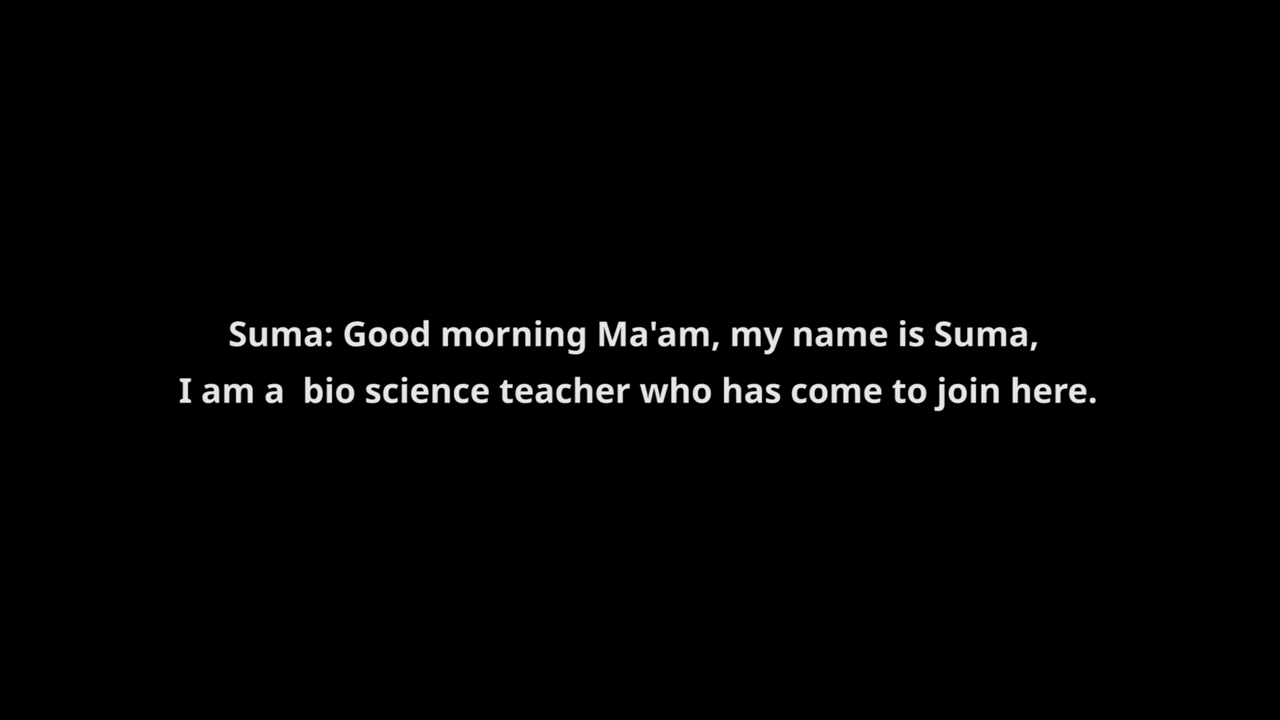 Suma: Good morning Ma'am, my name is Suma,
I am a  bio science teacher who has come to join here.